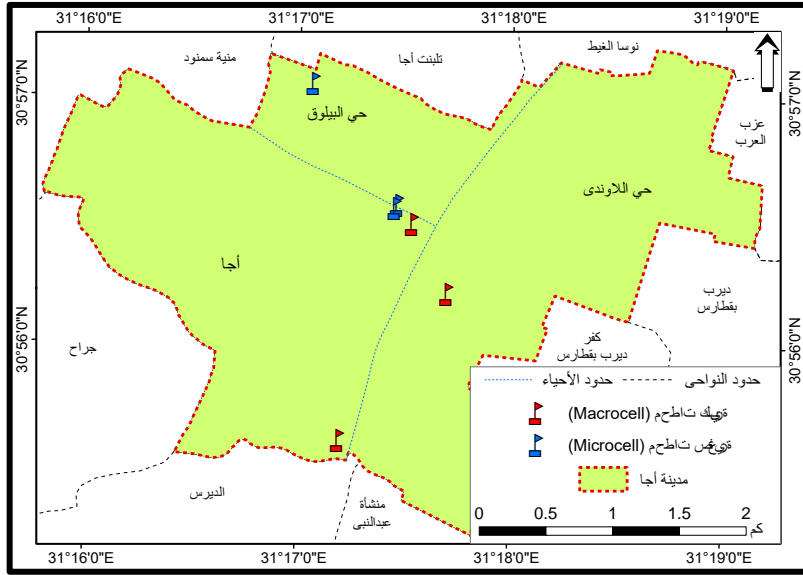 31°16'0"E
31°17'0"E
31°18'0"E
31°19'0"E
30°57'0"N
30°57'0"N
منية سمنود
تلبنت أجا
نوسا الغيط
عزب
العرب
حي البيلوق
حي اللاوندى
أجا
ديرب
بقطارس
كفر
ديرب بقطارس
30°56'0"N
30°56'0"N
جراح
الديرس
منشأة
عبدالنبى
حدود النواحى
حدود الأحياء
(Macrocell)
(Microcell)
مدينة أجا
0 0.5 1 1.5 2
كم
31°16'0"E
31°17'0"E
31°18'0"E
31°19'0"E